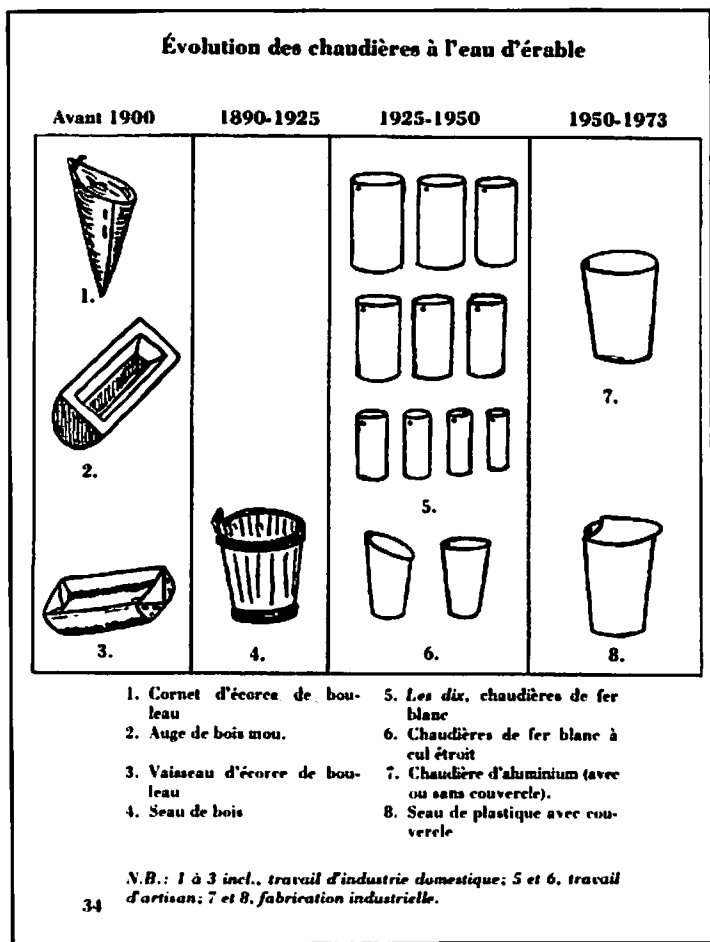 Évolution des chaudières à l'eau d'érable
Avant 1900 1890-1925 1925-1950 1950-1973
1.
2.
3.
4.
5.
6.
7.
8.
1. Cornet d'écorce de bou-
leau
2. Auge de bois mou.
3. Vaisseau d'écorce de bou-
leau
4. Seau de bois
5. Les dix, chaudières de fer
blanc
6. Chaudières de fer blanc à
cul étroit
7. Chaudière d'aluminium (avec
ou sans couvercle).
8. Seau de plastique avec cou-
vercle
N.B.: 1 à 3 incl., travail d'industrie domestique; 5 et 6, travail
d'artisan; 7 et 8, fabrication industrielle.
34